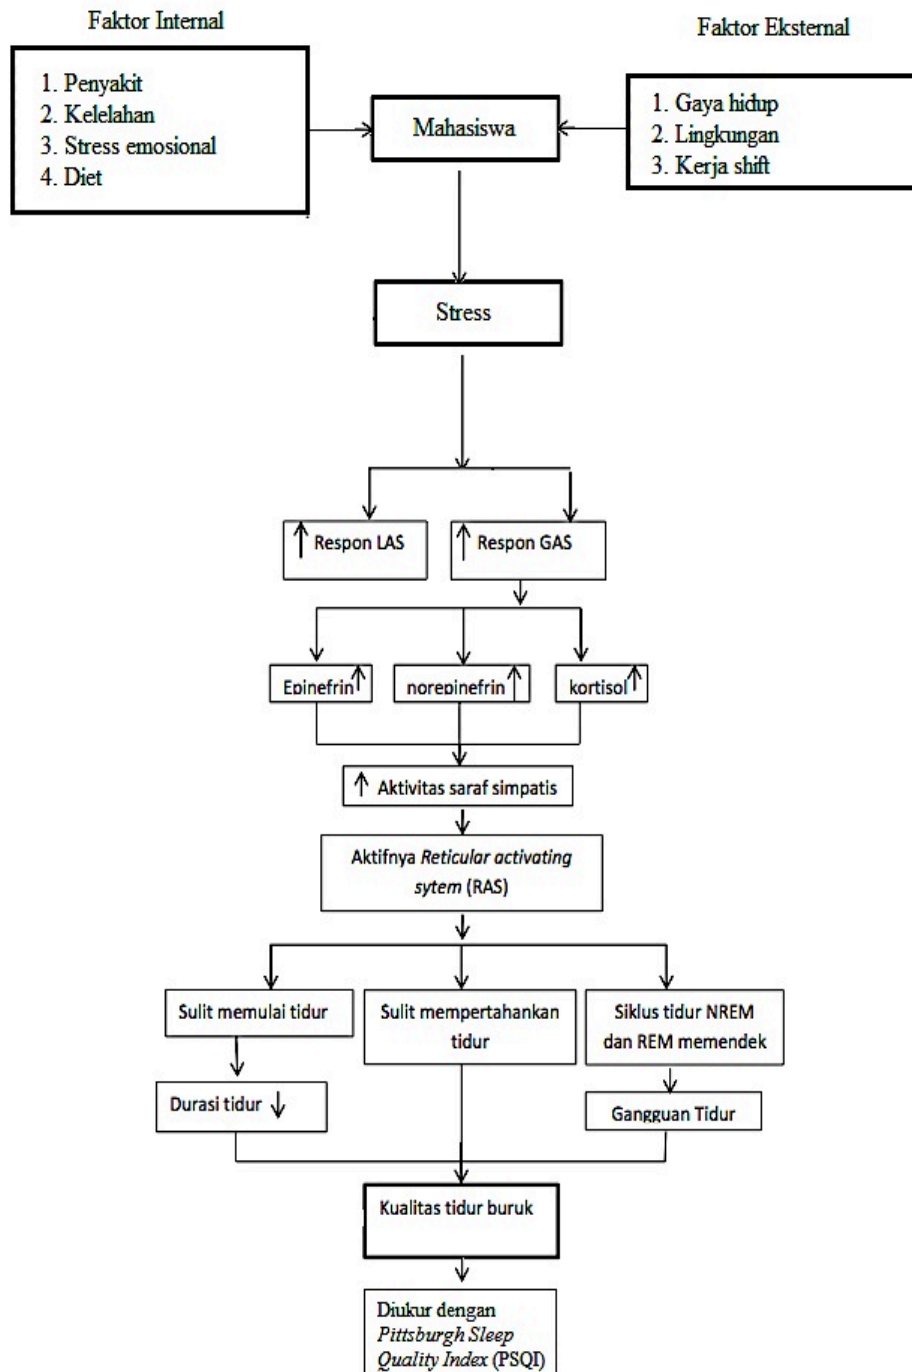 Faktor Internal
Faktor Eksternal
1. Penyakit
2. Kelelahan
3. Stress emosional
4. Diet
Mahasiswa
1. Gaya hidup
2. Lingkungan
3. Kerja shift
Stress
↑ Respon LAS
↑ Respon GAS
Epinefrin ↑
norepinefrin ↑
kortisol ↑
↑ Aktivitas saraf simpatis
Aktifnya Reticular activating
sytem (RAS)
Sulit memulai tidur
Sulit mempertahankan
tidur
Siklus tidur NREM
dan REM memendek
Durasi tidur ↓
Gangguan Tidur
Kualitas tidur buruk
Diukur dengan
Pittsburgh Sleep
Quality Index (PSQI)